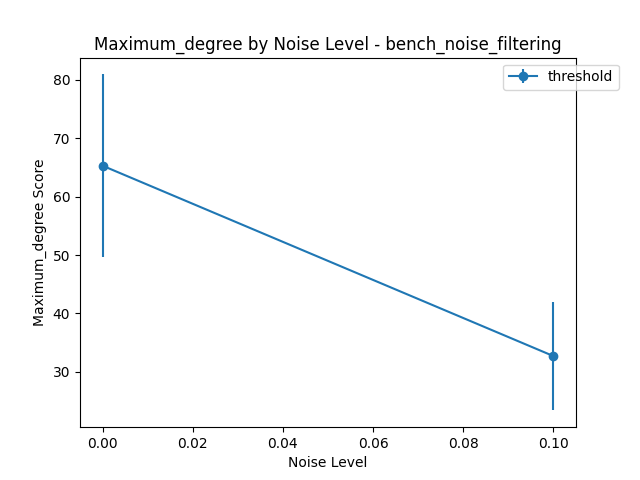 Maximum_degree by Noise Level - bench_noise_filtering
threshold
80
70
60
50
40
30
Maximum_degree Score
0.00 0.02 0.04 0.06 0.08 0.10
Noise Level